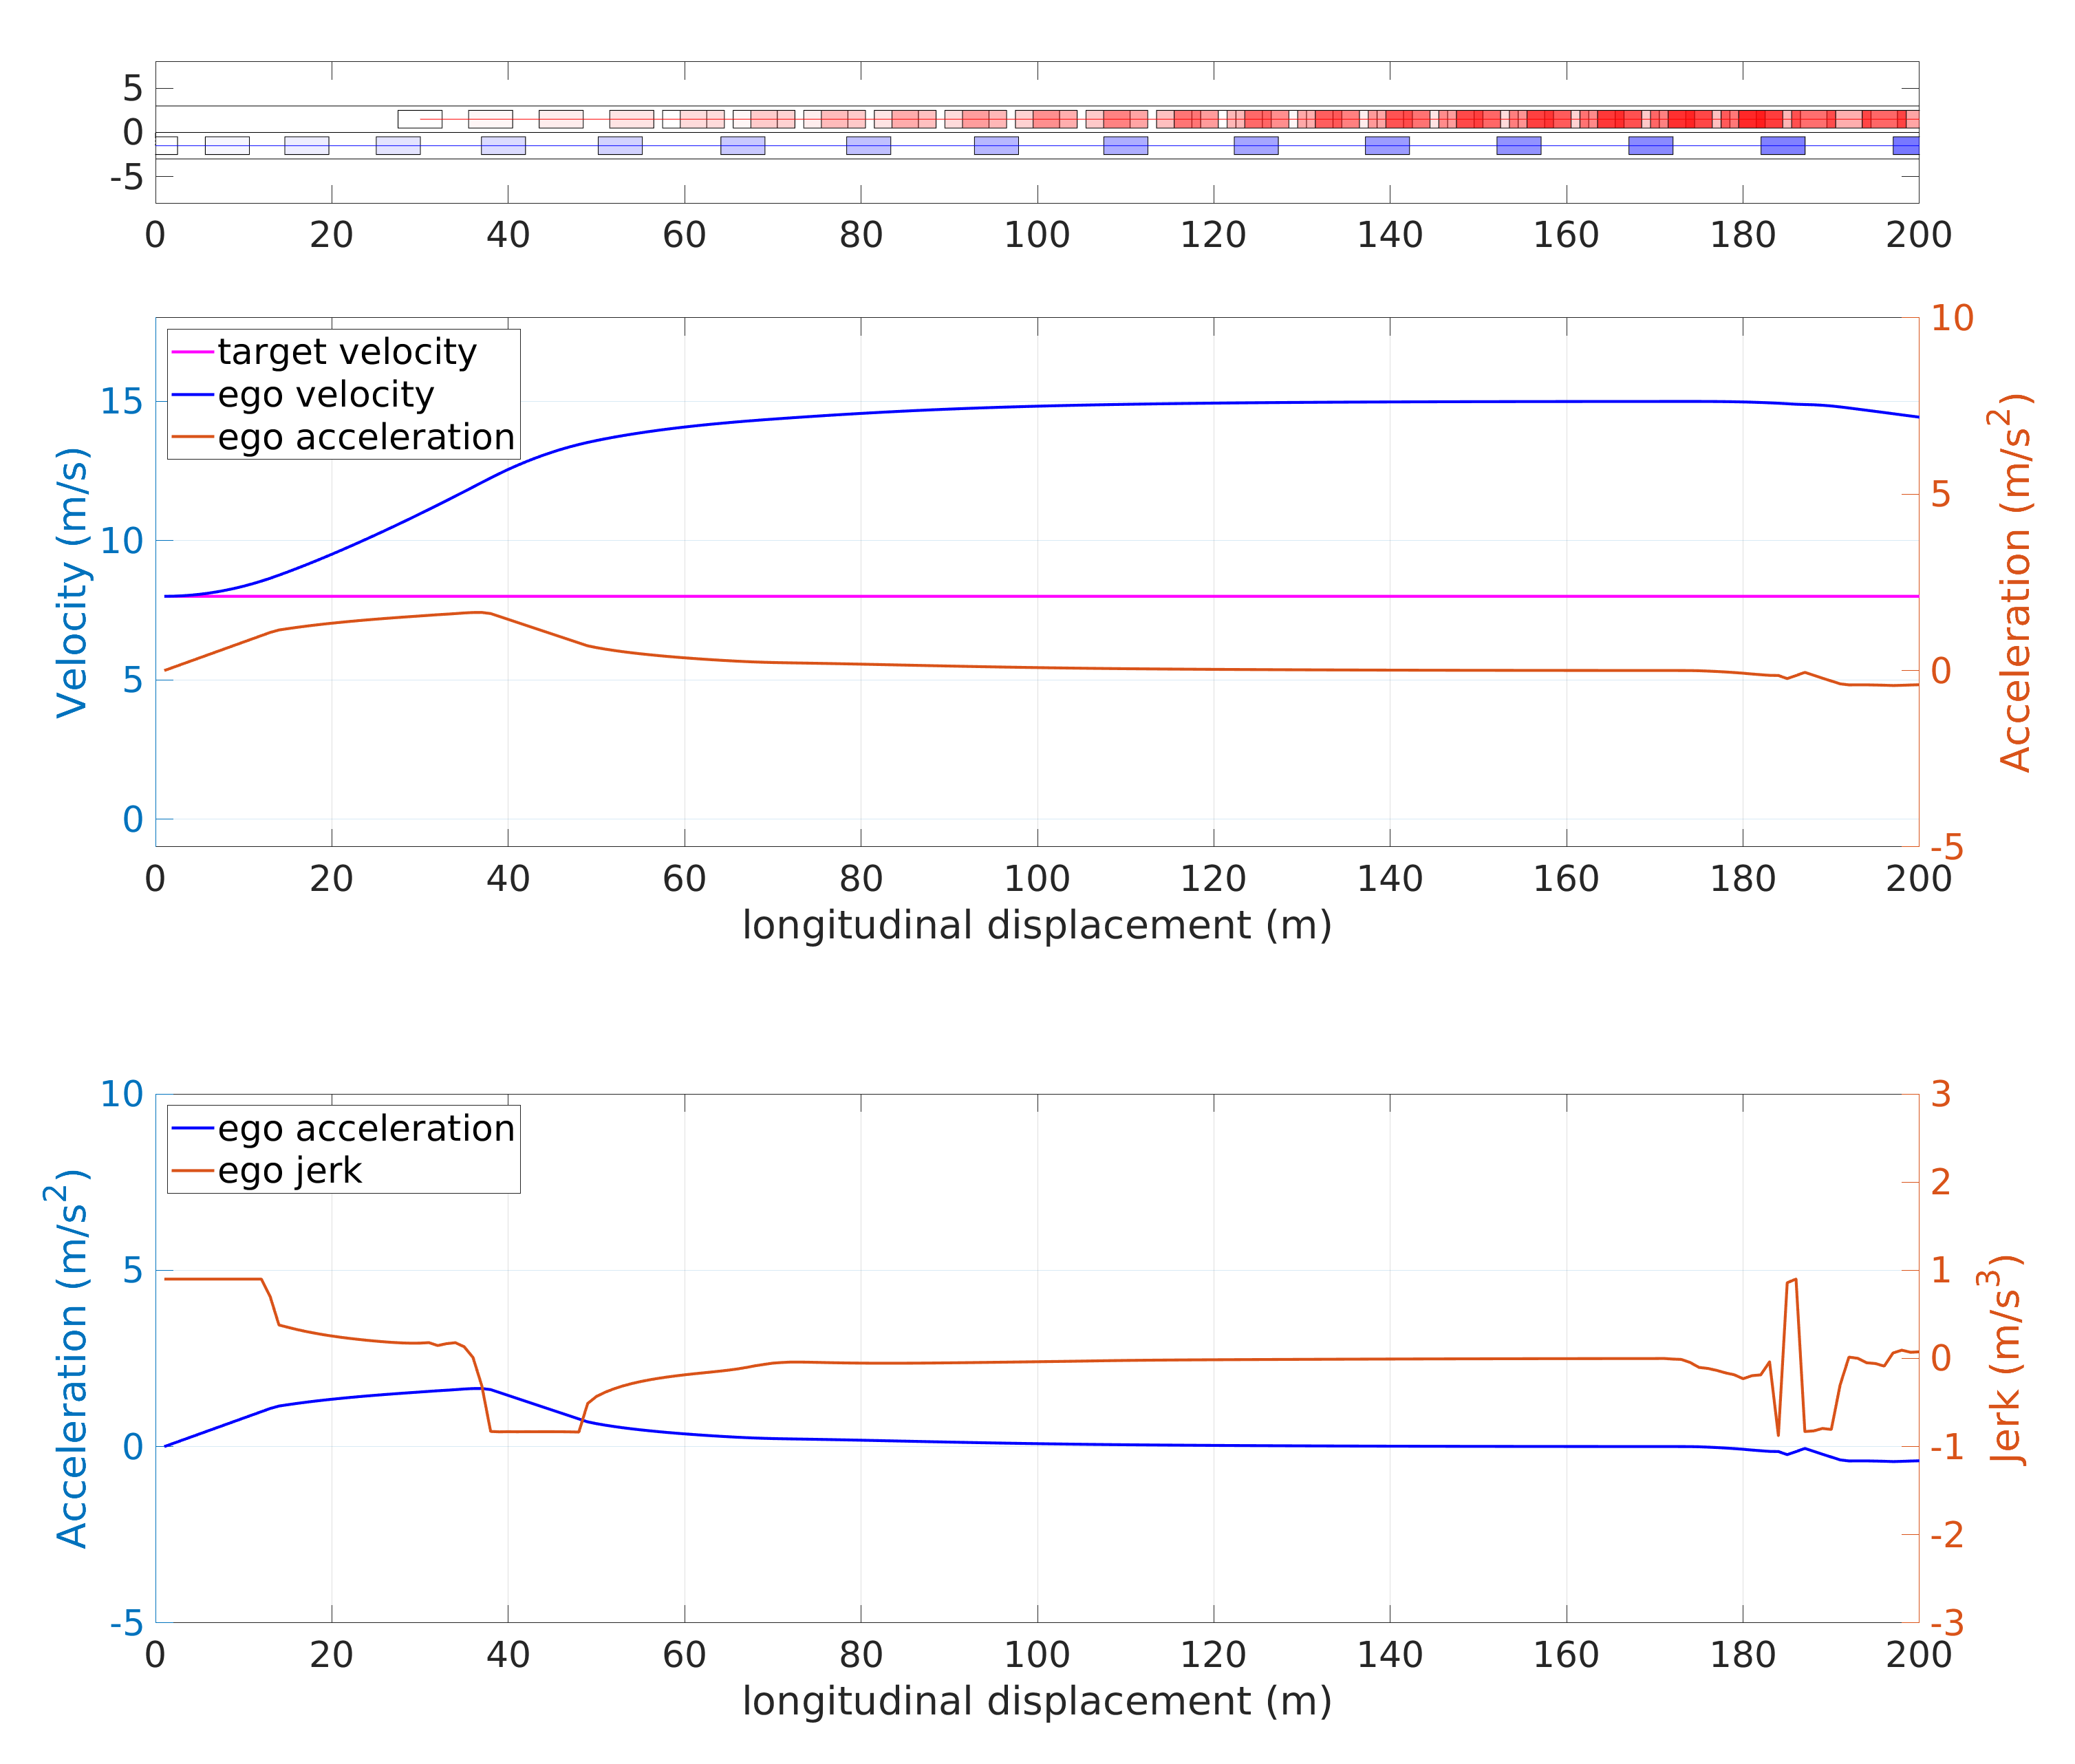 5
0
-5
0 20 40 60 80 100 120 140 160 180 200
target velocity
ego velocity
ego acceleration
Velocity (m/s)
15
10
5
0
10
5
0
-5
Acceleration (m/s²)
0 20 40 60 80 100 120 140 160 180 200
longitudinal displacement (m)
ego acceleration
ego jerk
Acceleration (m/s²)
10
5
0
-5
3
2
1
0
-1
-2
-3
Jerk (m/s³)
0 20 40 60 80 100 120 140 160 180 200
longitudinal displacement (m)